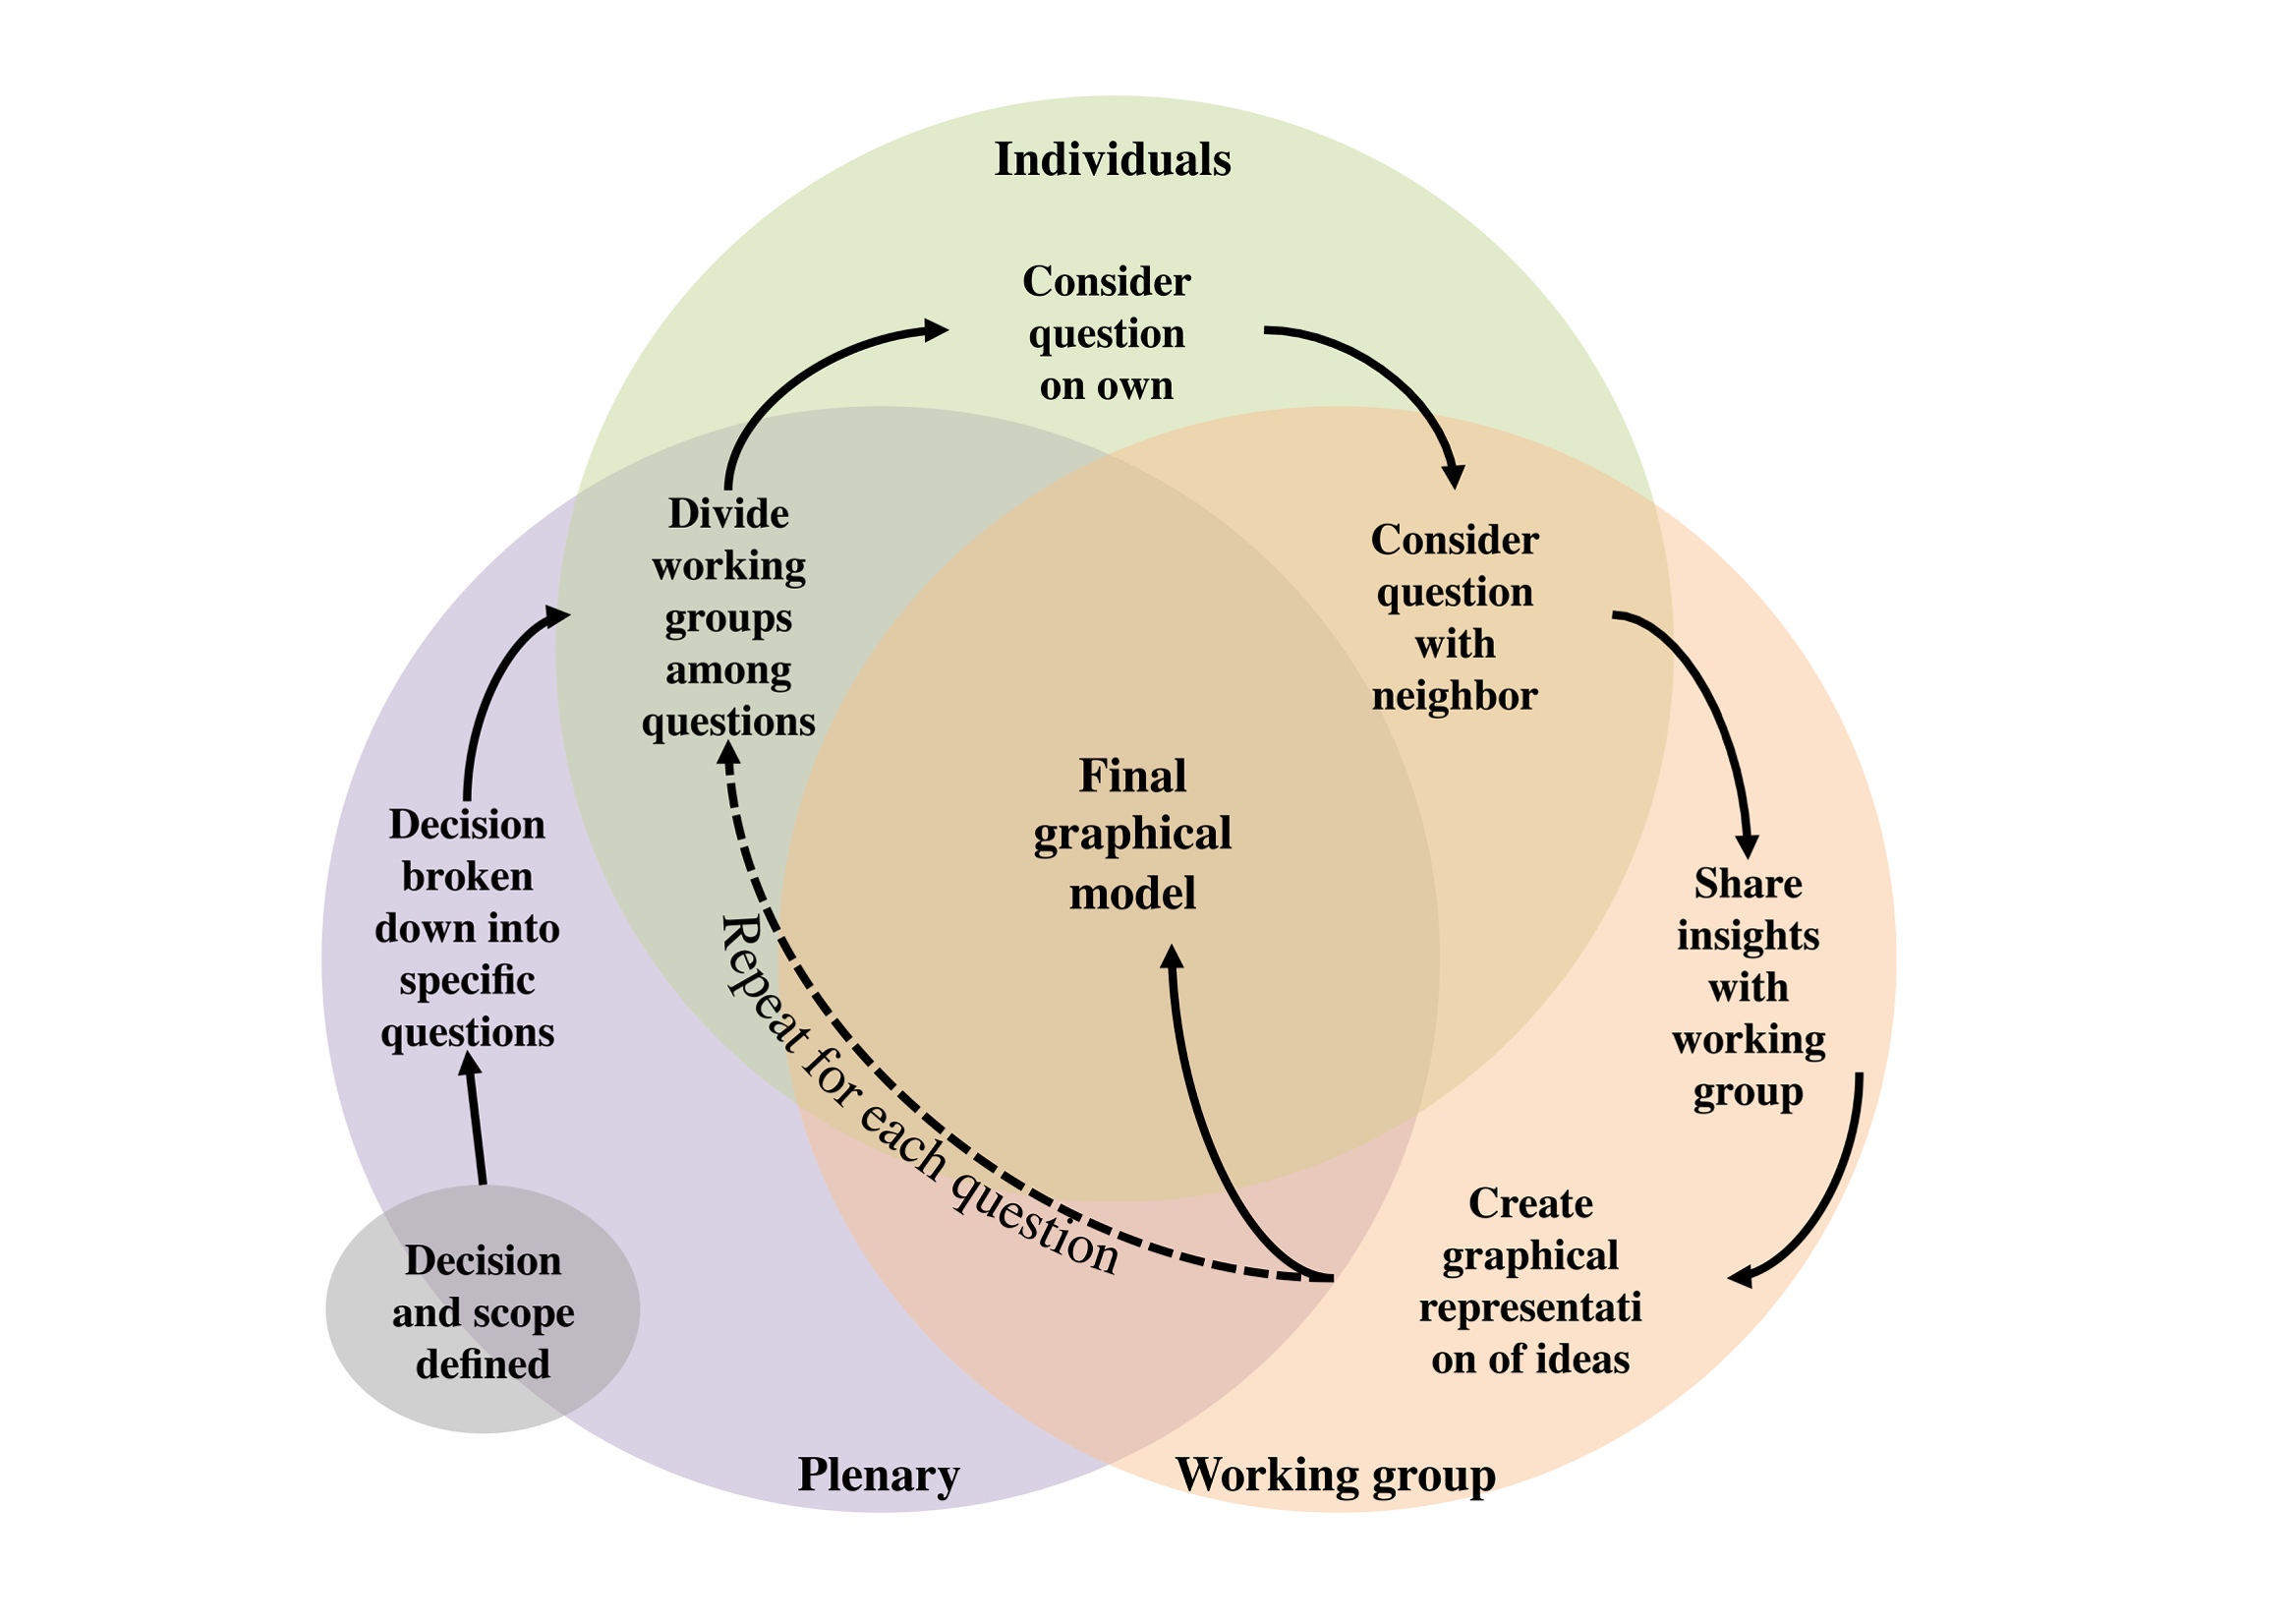 Individuals
Consider
question
on own
Divide
working
groups
among
questions
Consider
question
with
neighbor
Final
graphical
model
Decision
broken
down into
specific
questions
Share
insights
with
working
group
Repeat for each question
Create
graphical
representati
on of ideas
Decision
and scope
defined
Plenary
Working group